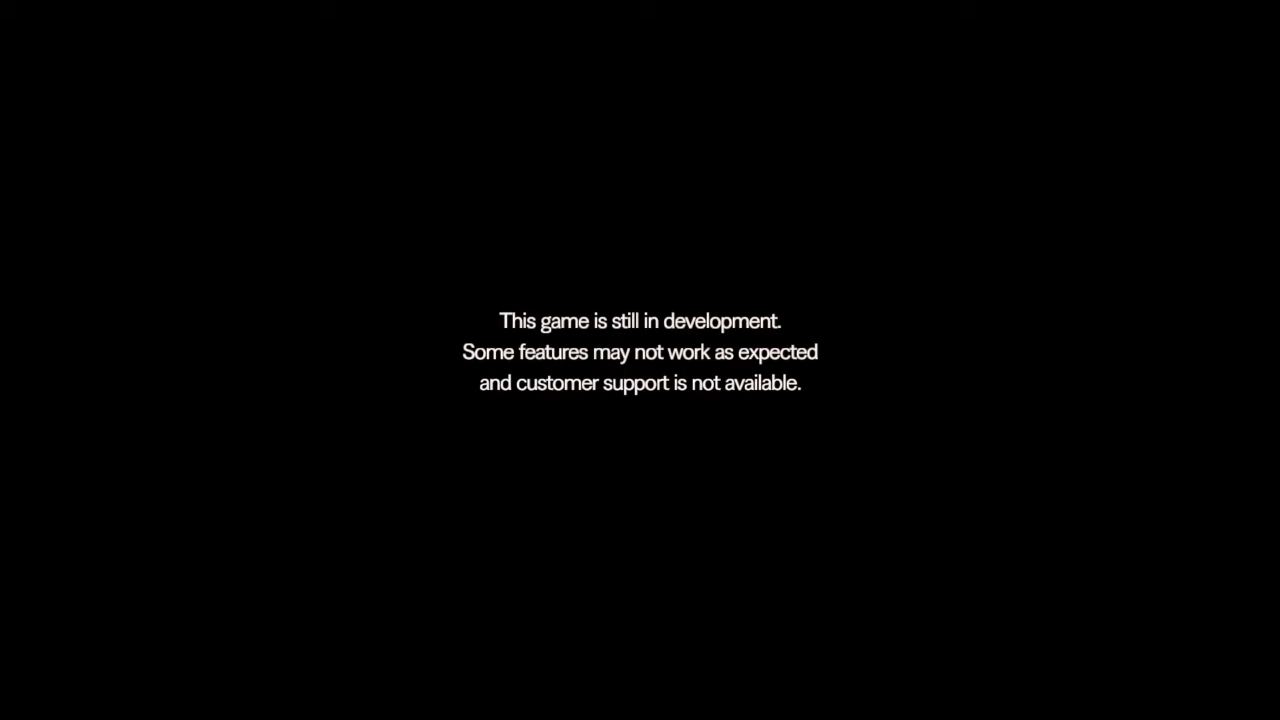 This game is still in development.
Some features may not work as expected
and customer support is not available.